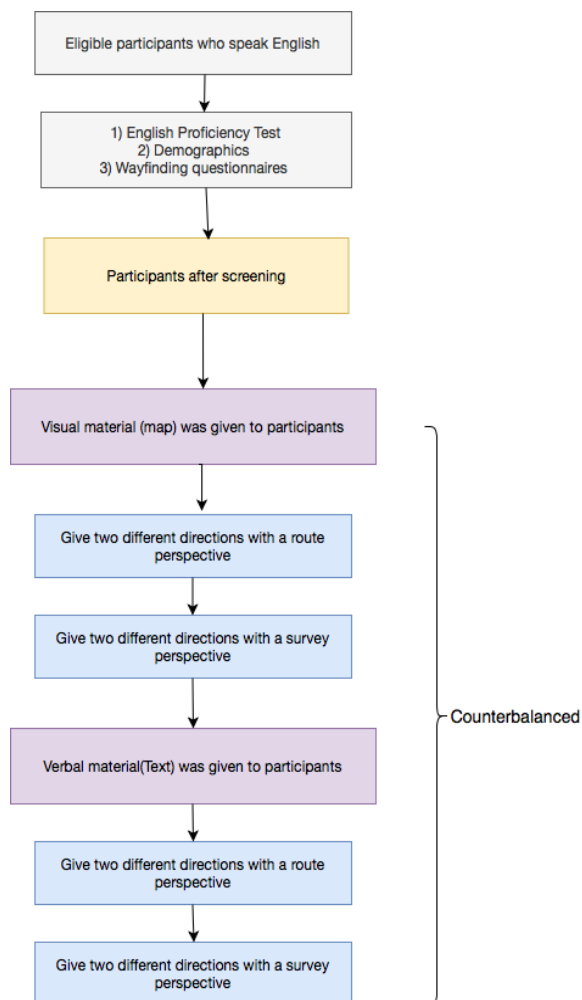 Eligible participants who speak English
1) English Proficiency Test
2) Demographics
3) Wayfinding questionnaires
Participants after screening
Visual material (map) was given to participants
Give two different directions with a route
perspective
Give two different directions with a survey
perspective
Counterbalanced
Verbal material(Text) was given to participants
Give two different directions with a route
perspective
Give two different directions with a survey
perspective